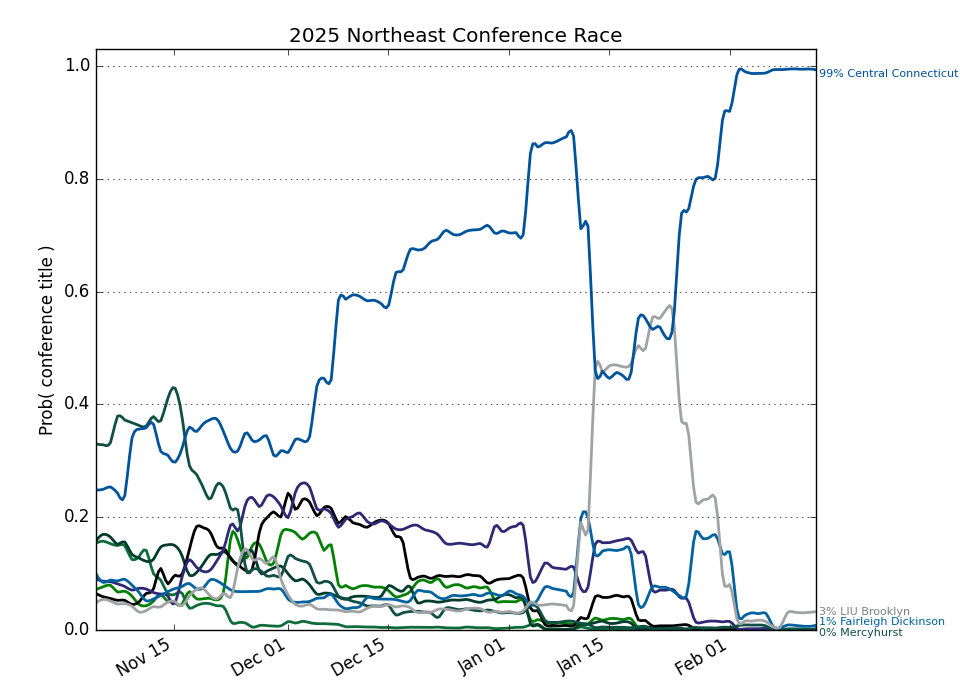 2025 Northeast Conference Race
Prob( conference title )
1.0
0.8
0.6
0.4
0.2
0.0
Nov 15
Dec 01
Dec 15
Jan 01
Jan 15
Feb 01
99% Central Connecticut
3% LIU Brooklyn
1% Fairleigh Dickinson
0% Mercyhurst